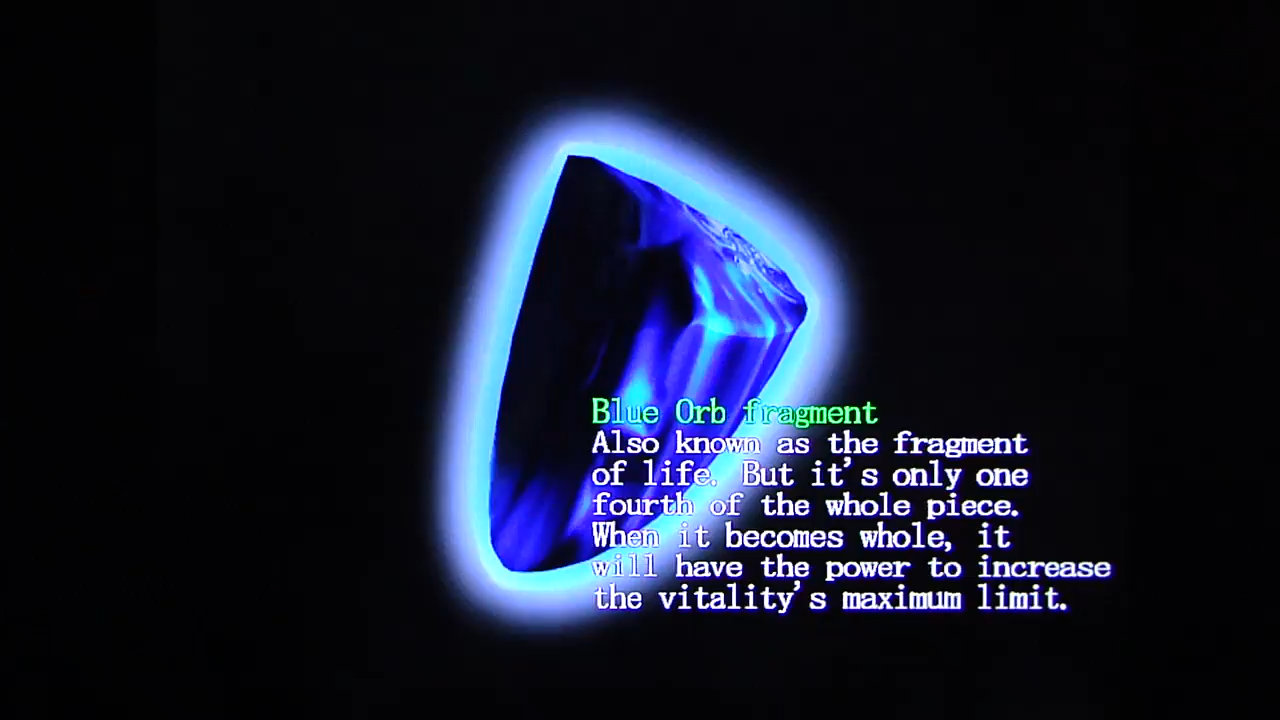 Blue Orb fragment
Also known as the fragment
of life. But it's only one
fourth of the whole piece.
When it becomes whole, it
will have the power to increase
the vitality's maximum limit.